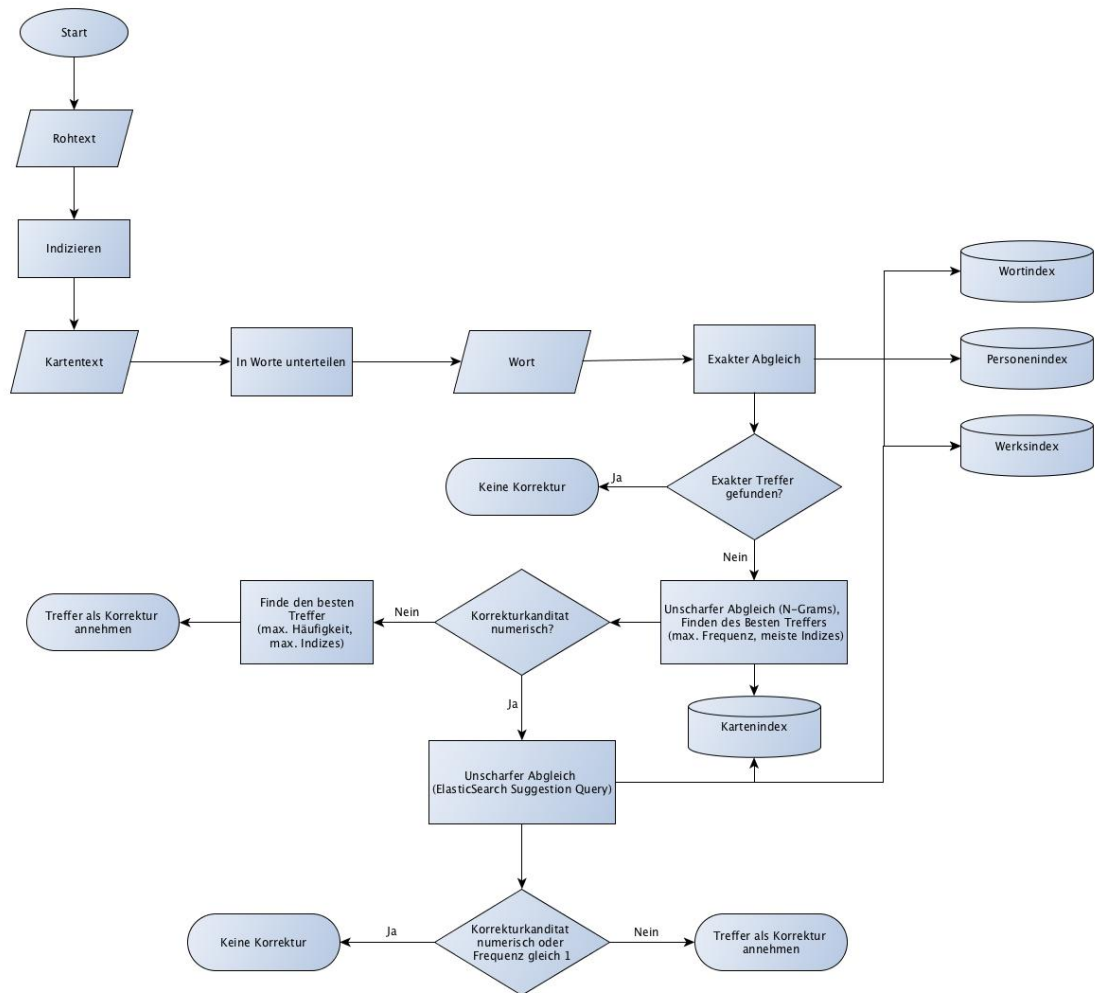 Start
Rohtext
Indizieren
Wortindex
Kartentext
In Worte unterteilen
Wort
Exakter Abgleich
Personenindex
Werksindex
Exakter Treffer
gefunden?
Ja
Keine Korrektur
Nein
Unscharfer Abgleich (N-Grams),
Finden des Besten Treffers
(max. Frequenz, meiste Indizes)
Korrekturkanditat
numerisch?
Nein
Finde den besten
Treffer
(max. Häufigkeit,
max. Indizes)
Treffer als Korrektur
annehmen
Ja
Kartenindex
Unscharfer Abgleich
(ElasticSearch Suggestion Query)
Korrekturkanditat
numerisch oder
Frequenz gleich 1
Ja
Keine Korrektur
Nein
Treffer als Korrektur
annehmen